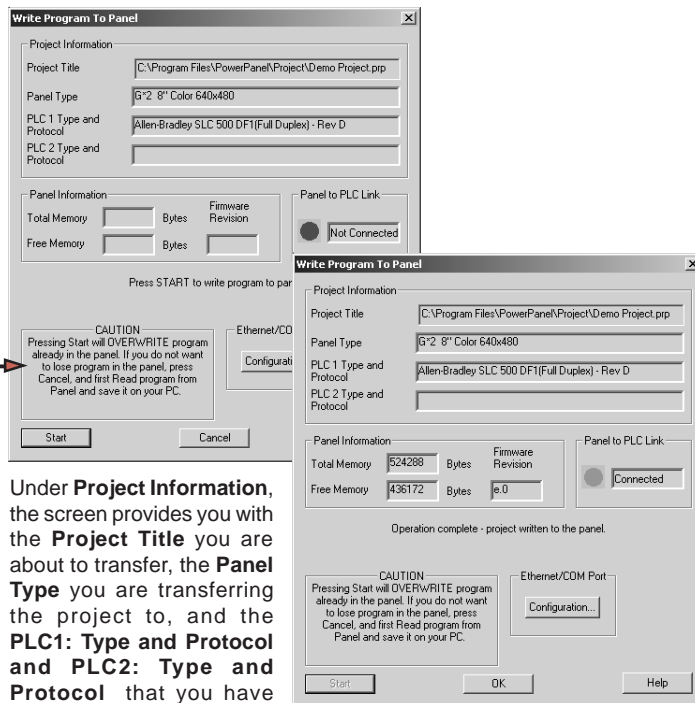 Write Program To Panel
Project Information
Project Title C:\Program Files\PowerPanel\Project\Demo Project.prp
Panel Type G*2 8" Color 640x480
PLC 1 Type and
Protocol
Allen-Bradley SLC 500 DF1(Full Duplex) - Rev D
PLC 2 Type and
Protocol
Panel Information
Total Memory Bytes
Firmware
Revision
Free Memory Bytes
Panel to PLC Link
Not Connected
Press START to write program to par
CAUTION
Pressing Start will OVERWRITE program
already in the panel. If you do not want
to lose program in the panel, press
Cancel, and first Read program from
Panel and save it on your PC.
Ethernet/CO
Configurati
Start
Cancel
Write Program To Panel
Project Information
Project Title C:\Program Files\PowerPanel\Project\Demo Project.prp
Panel Type G*2 8" Color 640x480
PLC 1 Type and
Protocol
Allen-Bradley SLC 500 DF1(Full Duplex) - Rev D
PLC 2 Type and
Protocol
Panel Information
Total Memory 524288 Bytes
Firmware
Revision
Free Memory 436172 Bytes e.0
Panel to PLC Link
Connected
Operation complete - project written to the panel.
CAUTION
Pressing Start will OVERWRITE program
already in the panel. If you do not want
to lose program in the panel, press
Cancel, and first Read program from
Panel and save it on your PC.
Ethernet/COM Port
Configuration...
Start
OK
Help
Under Project Information,
the screen provides you with
the Project Title you are
about to transfer, the Panel
Type you are transferring
the project to, and the
PLC1: Type and Protocol
and PLC2: Type and
Protocol that you have